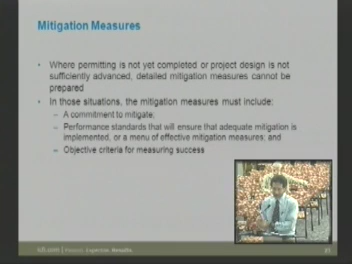 Mitigation Measures
• Where permitting is not yet completed or project design is not
sufficiently advanced, detailed mitigation measures cannot be
prepared
• In those situations, the mitigation measures must include:
– A commitment to mitigate;
– Performance standards that will ensure that adequate mitigation is
implemented, or a menu of effective mitigation measures; and
– Objective criteria for measuring success